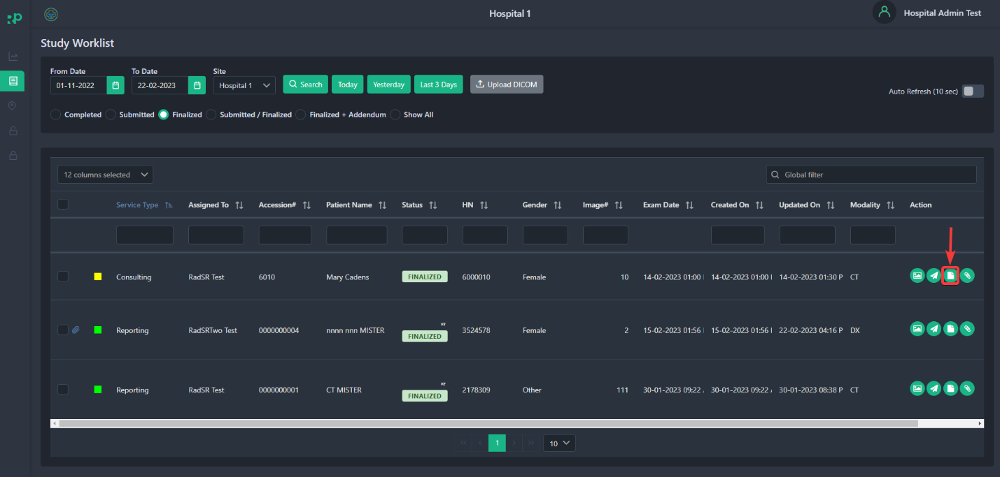 :p
Hospital 1
Hospital Admin Test
Study Worklist
From Date
To Date
Site
01-11-2022
22-02-2023
Hospital 1
Search
Today
Yesterday
Last 3 Days
Upload DICOM
Auto Refresh (10 sec)
Completed
Submitted
Finalized
Submitted / Finalized
Finalized + Addendum
Show All
12 columns selected
Global filter
Service Type Assigned To Accession# Patient Name Status HN Gender Image# Exam Date Created On Updated On Modality Action
Consulting RadSR Test 6010 Mary Cadens FINALIZED 6000010 Female 10 14-02-2023 01:00 14-02-2023 01:00 14-02-2023 01:30 P CT
V2
Reporting RadSRTwo Test 0000000004 nnnn nnn MISTER FINALIZED 3524578 Female 2 15-02-2023 01:56 15-02-2023 01:56 22-02-2023 04:16 P DX
V2
Reporting RadSR Test 0000000001 CT MISTER FINALIZED 2178309 Other 111 30-01-2023 09:22 30-01-2023 09:22 30-01-2023 08:38 P CT
1
10